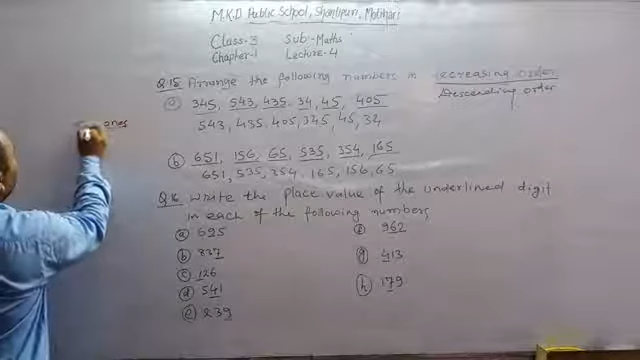 M.K.D Public School, Shantipuri, Motihari
Class-3 Sub-Maths
Chapter-1 Lecture-4
Q.15 Arrange the following numbers in Decreasing order
Descending order
(a) 345, 543, 435, 34, 45, 405
543, 435, 405, 345, 45, 34
(b) 651, 156, 65, 535, 354, 165
651, 535, 354, 165, 156, 65
ones
Q.16 Write the place value of the underlined digit
in each of the following numbers,
(a) 695
(b) 837
(c) 126
(d) 541
(e) 239
(f) 962
(g) 413
(h) 179